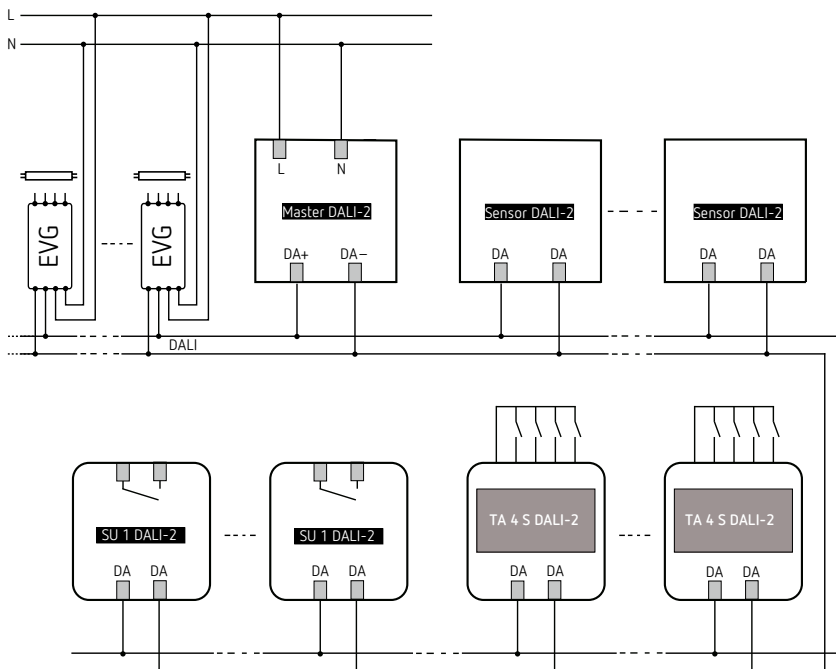 L
N
L N
EVG EVG Master DALI-2 Sensor DALI-2 Sensor DALI-2
DA+ DA− DA DA DA DA
DALI
TA 4 S DALI-2 TA 4 S DALI-2
SU 1 DALI-2 SU 1 DALI-2
DA DA DA DA DA DA DA DA